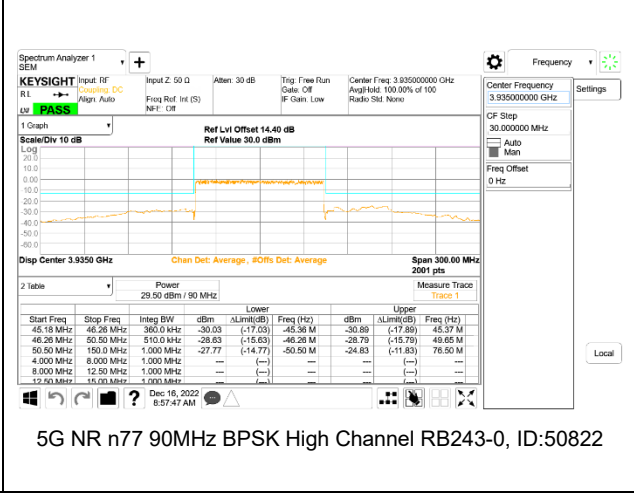 Spectrum Analyzer 1
SEM
+
Frequency
KEYSIGHT Input: RF Input Z: 50 Ω Atten: 30 dB Trig: Free Run Center Freq: 3.935000000 GHz
RL Coupling: DC Gate: Off Avg|Hold: 100.00% of 100
Align: Auto Freq Ref: Int (S) IF Gain: Low Radio Std: None
PASS NFE: Off
Center Frequency
3.935000000 GHz
Settings
CF Step
30.000000 MHz
Auto
Man
Freq Offset
0 Hz
Local
1 Graph
Ref Lvl Offset 14.40 dB
Scale/Div 10 dB Ref Value 30.0 dBm
Log
20.0
10.0
0.00
-10.0
-20.0
-30.0
-40.0
-50.0
-60.0
Disp Center 3.9350 GHz Chan Det: Average, #Offs Det: Average Span 300.00 MHz
2001 pts
2 Table Power Measure Trace
29.50 dBm / 90 MHz Trace 1
Lower Upper
Start Freq Stop Freq Integ BW dBm ΔLimit(dB) Freq (Hz) dBm ΔLimit(dB) Freq (Hz)
45.18 MHz 46.26 MHz 360.0 kHz -30.03 (-17.03) -45.36 M -30.89 (-17.89) 45.37 M
46.26 MHz 50.50 MHz 510.0 kHz -28.63 (-15.63) -46.26 M -28.79 (-15.79) 49.65 M
50.50 MHz 150.0 MHz 1.000 MHz -27.77 (-14.77) -50.50 M -24.83 (-11.83) 76.50 M
4.000 MHz 8.000 MHz 1.000 MHz --- (---) --- --- (---) ---
8.000 MHz 12.50 MHz 1.000 MHz --- (---) --- --- (---) ---
12.50 MHz 15.00 MHz 1.000 MHz --- (---) --- --- (---) ---
? Dec 16, 2022
8:57:47 AM
5G NR n77 90MHz BPSK High Channel RB243-0, ID:50822